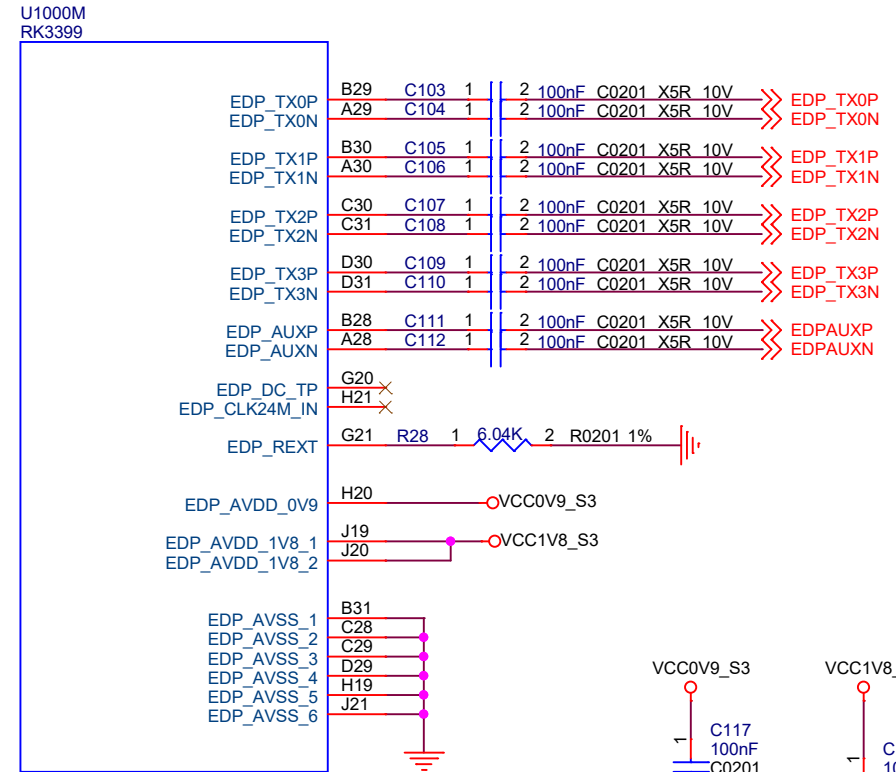 U1000M
RK3399
EDP_TX0P B29 C103 1 2 100nF C0201 X5R 10V EDP_TX0P
EDP_TX0N A29 C104 1 2 100nF C0201 X5R 10V EDP_TX0N
EDP_TX1P B30 C105 1 2 100nF C0201 X5R 10V EDP_TX1P
EDP_TX1N A30 C106 1 2 100nF C0201 X5R 10V EDP_TX1N
EDP_TX2P C30 C107 1 2 100nF C0201 X5R 10V EDP_TX2P
EDP_TX2N C31 C108 1 2 100nF C0201 X5R 10V EDP_TX2N
EDP_TX3P D30 C109 1 2 100nF C0201 X5R 10V EDP_TX3P
EDP_TX3N D31 C110 1 2 100nF C0201 X5R 10V EDP_TX3N
EDP_AUXP B28 C111 1 2 100nF C0201 X5R 10V EDPAUXP
EDP_AUXN A28 C112 1 2 100nF C0201 X5R 10V EDPAUXN
EDP_DC_TP G20
EDP_CLK24M_IN H21
EDP_REXT G21 R28 1 6.04K 2 R0201 1%
EDP_AVDD_0V9 H20 VCC0V9_S3
EDP_AVDD_1V8_1 J19 VCC1V8_S3
EDP_AVDD_1V8_2 J20
EDP_AVSS_1 B31
EDP_AVSS_2 C28
EDP_AVSS_3 C29
EDP_AVSS_4 D29
EDP_AVSS_5 H19
EDP_AVSS_6 J21
VCC0V9_S3 VCC1V8_
1 C117
100nF
C0201
1